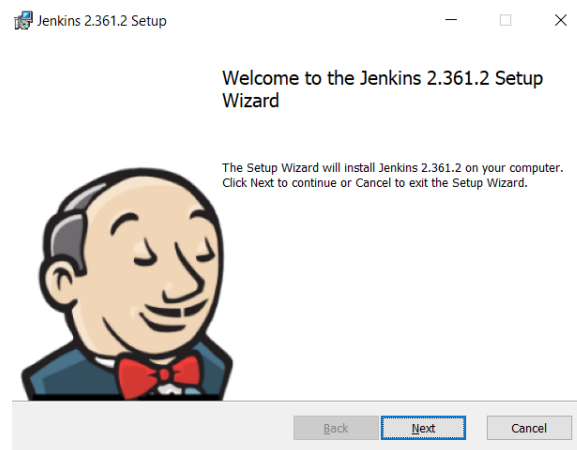 Jenkins 2.361.2 Setup
Welcome to the Jenkins 2.361.2 Setup
Wizard
The Setup Wizard will install Jenkins 2.361.2 on your computer.
Click Next to continue or Cancel to exit the Setup Wizard.
Back Next Cancel